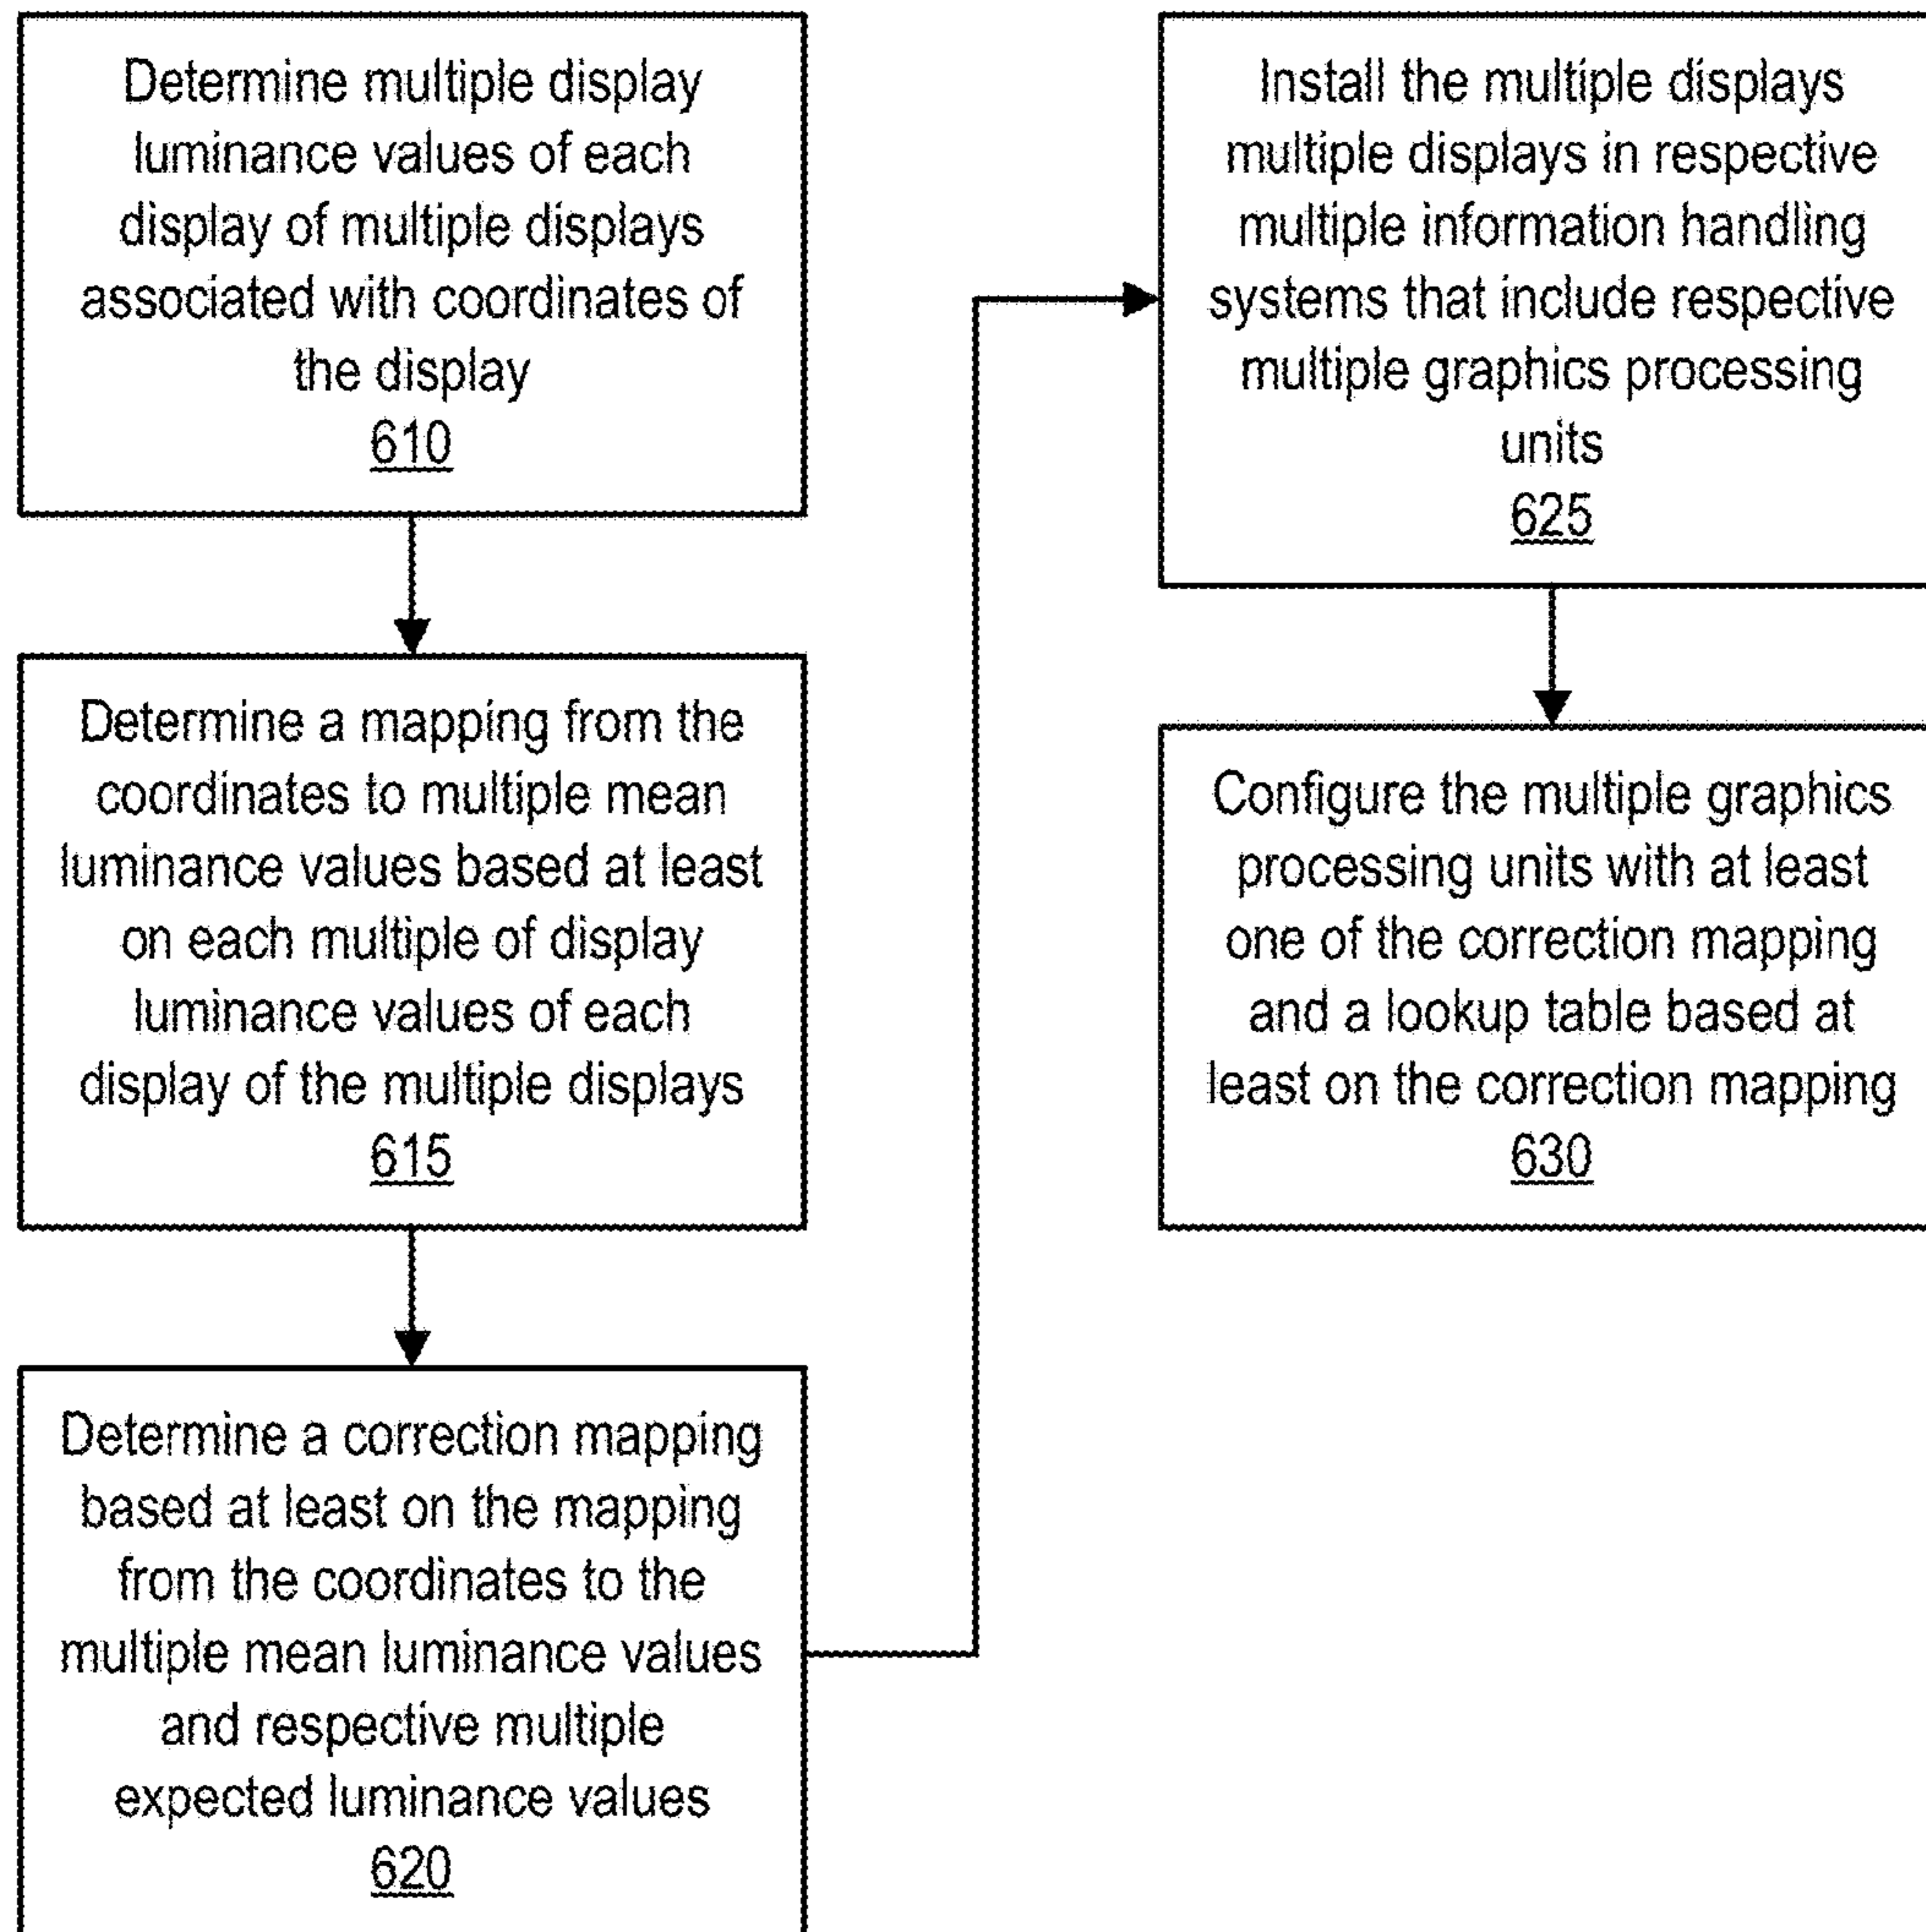 Determine multiple display
luminance values of each
display of multiple displays
associated with coordinates of
the display
610
Determine a mapping from the
coordinates to multiple mean
luminance values based at least
on each multiple of display
luminance values of each
display of the multiple displays
615
Determine a correction mapping
based at least on the mapping
from the coordinates to the
multiple mean luminance values
and respective multiple
expected luminance values
620
Install the multiple displays
multiple displays in respective
multiple information handling
systems that include respective
multiple graphics processing
units
625
Configure the multiple graphics
processing units with at least
one of the correction mapping
and a lookup table based at
least on the correction mapping
630